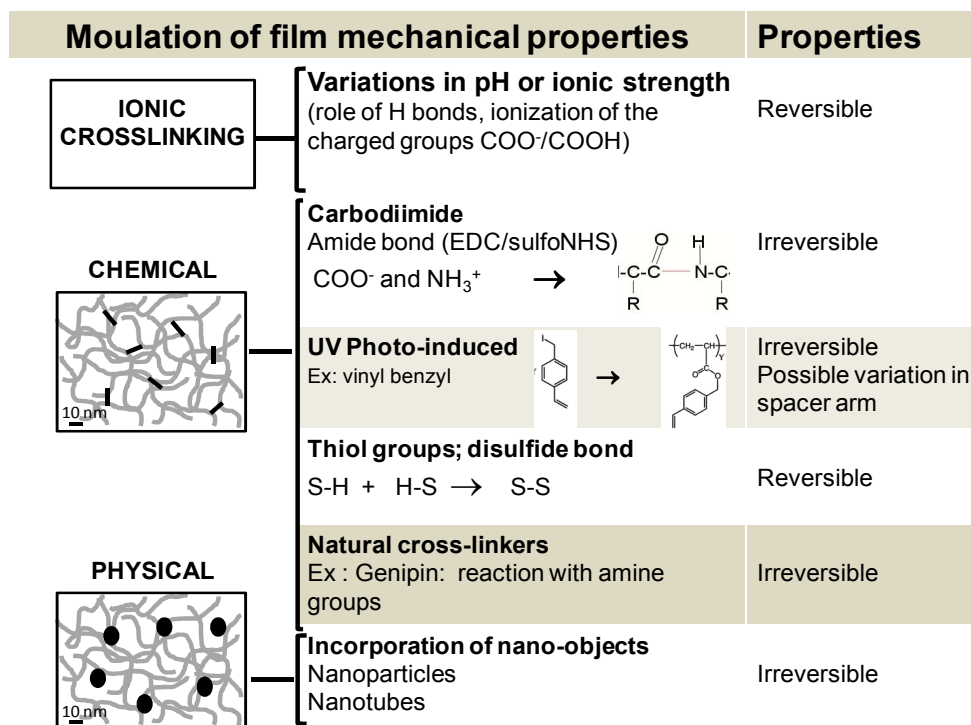 Moulation of film mechanical properties
Properties
IONIC
CROSSLINKING
Variations in pH or ionic strength
(role of H bonds, ionization of the
charged groups COO⁻/COOH)
Reversible
CHEMICAL
10 nm
Carbodiimide
Amide bond (EDC/sulfoNHS)
COO⁻ and NH₃⁺ →
O H
-C-C-N-C-
R R
Irreversible
UV Photo-induced
Ex: vinyl benzyl
I
→
(CH₂-CH)Y
C
O O
Irreversible
Possible variation in
spacer arm
Thiol groups; disulfide bond
S-H + H-S → S-S
Reversible
Natural cross-linkers
Ex : Genipin: reaction with amine
groups
Irreversible
PHYSICAL
10 nm
Incorporation of nano-objects
Nanoparticles
Nanotubes
Irreversible